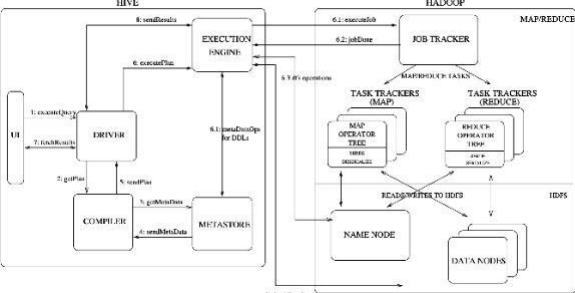 HIVE
HADOOP
8: sendResults
6.1: executeJob
MAP/REDUCE
EXECUTION
ENGINE
6.2: jobDone
JOB TRACKER
6: executePlan
MAP/REDUCE TASKS
6.3 dfs operations
TASK TRACKERS
(MAP)
TASK TRACKERS
(REDUCE)
1: executeQuery
UI
DRIVER
7: fetchResults
6.1: metaDataOps
for DDLs
MAP
OPERATOR
TREE
REDUCE
OPERATOR
TREE
2: getPlan
5: sendPlan
READS/WRITES TO HDFS
HDFS
3: getMetaData
COMPILER
METASTORE
4: sendMetaData
NAME NODE
DATA NODES